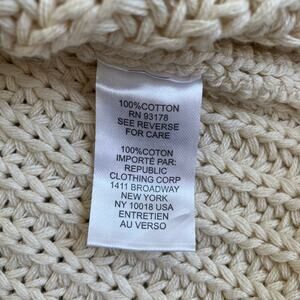 100%COTTON
RN 93178
SEE REVERSE
FOR CARE
100%COTON
IMPORTÉ PAR:
REPUBLIC
CLOTHING CORP
1411 BROADWAY
NEW YORK
NY 10018 USA
ENTRETIEN
AU VERSO